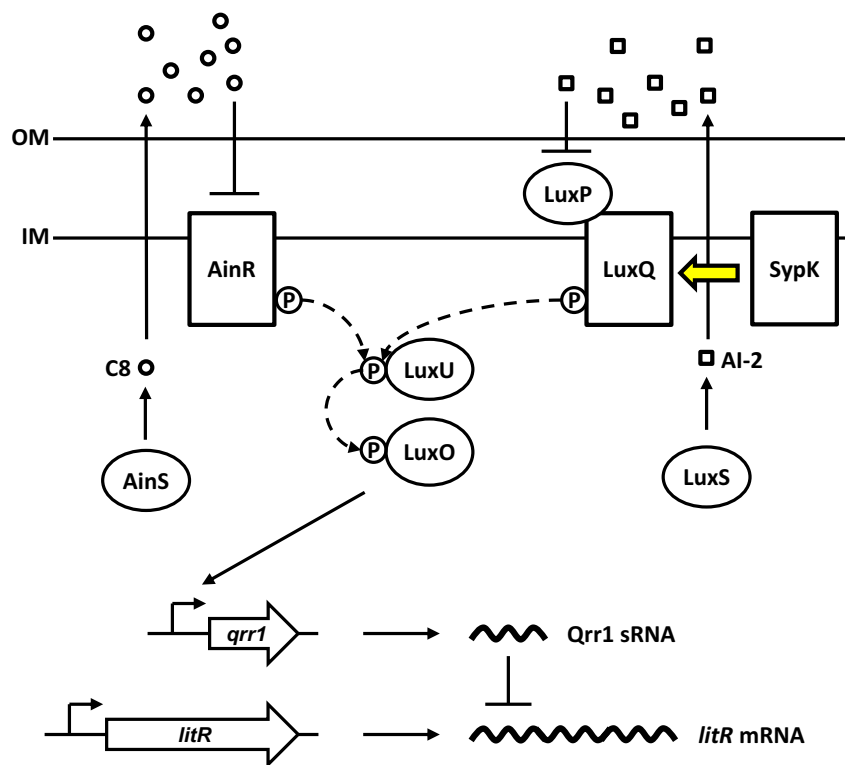 OM
LuxP
IM
AinR
LuxQ
SypK
P
P
C8
P
LuxU
AI-2
P
LuxO
AinS
LuxS
qrr1
Qrr1 sRNA
litR
litR mRNA